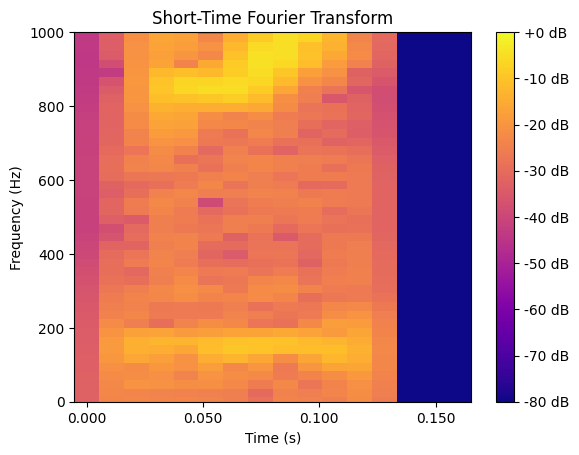 Short-Time Fourier Transform
1000
800
600
400
200
0
Frequency (Hz)
0.000
0.050
0.100
0.150
Time (s)
+0 dB
-10 dB
-20 dB
-30 dB
-40 dB
-50 dB
-60 dB
-70 dB
-80 dB